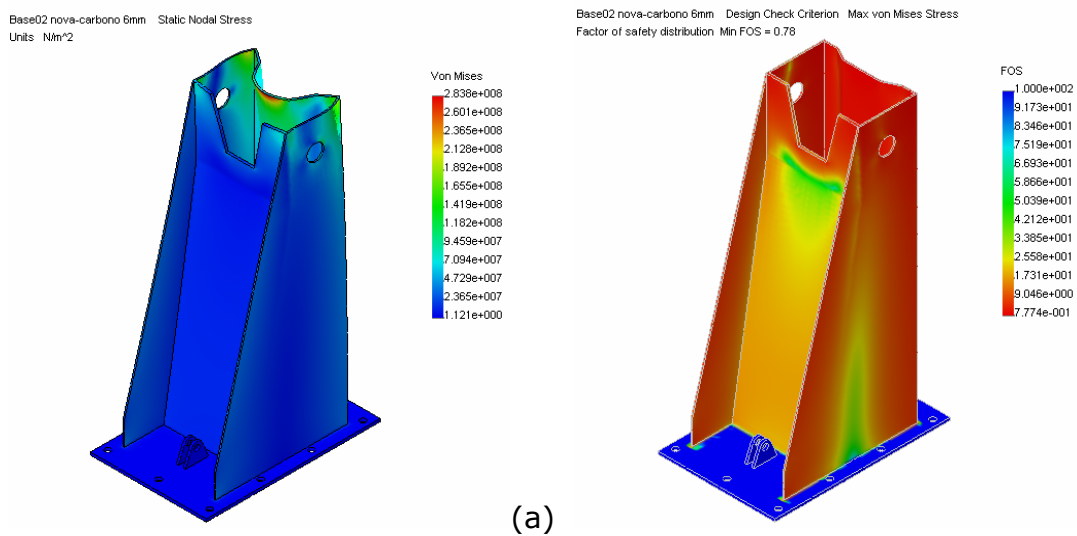 Base02 nova-carbono 6mm Static Nodal Stress
Units N/m^2
Von Mises
2.838e+008
2.601e+008
2.365e+008
2.128e+008
1.892e+008
1.655e+008
1.419e+008
1.182e+008
9.459e+007
7.094e+007
4.729e+007
2.365e+007
1.121e+000
(a)
Base02 nova-carbono 6mm Design Check Criterion Max von Mises Stress
Factor of safety distribution Min FOS = 0.78
FOS
1.000e+002
9.173e+001
8.346e+001
7.519e+001
6.693e+001
5.866e+001
5.039e+001
4.212e+001
3.385e+001
2.558e+001
1.731e+001
9.046e+000
7.774e-001